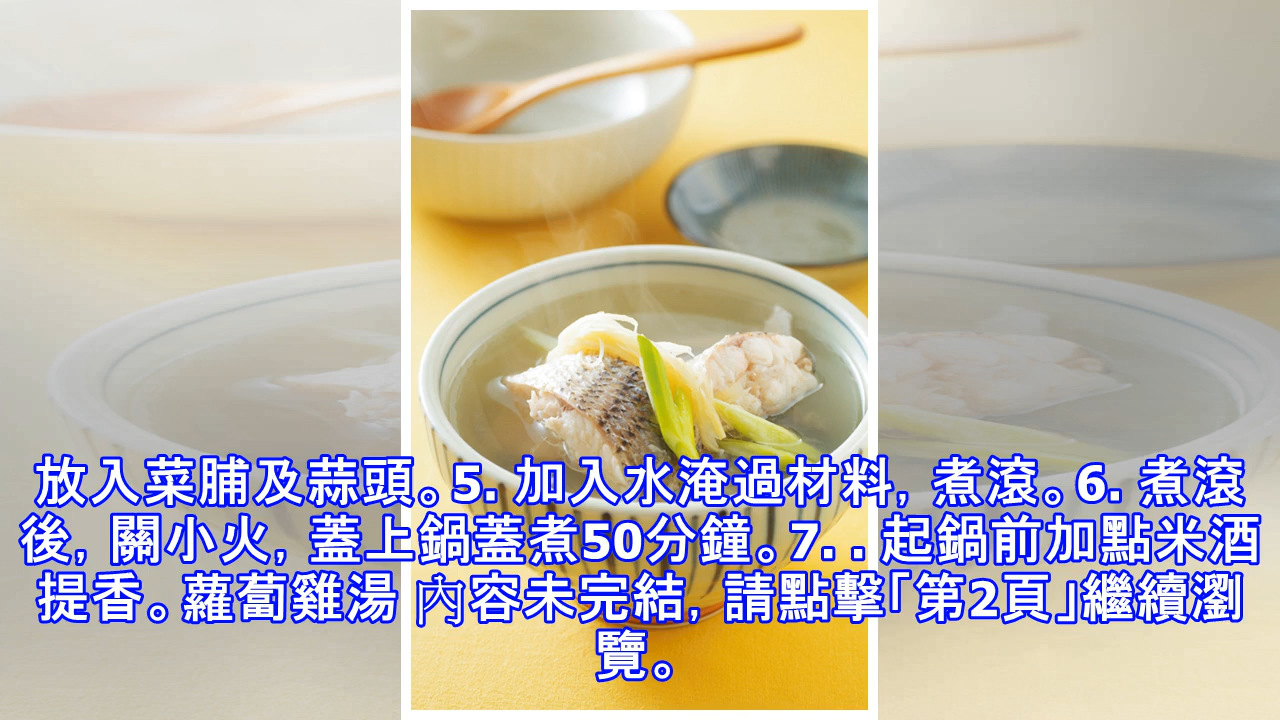 放入菜脯及蒜頭。5. 加入水淹過材料, 煮滾。6. 煮滾
後, 關小火, 蓋上鍋蓋煮50分鐘。7. . 起鍋前加點米酒
提香。蘿蔔雞湯 內容未完結, 請點擊「第2頁」繼續瀏
覽。